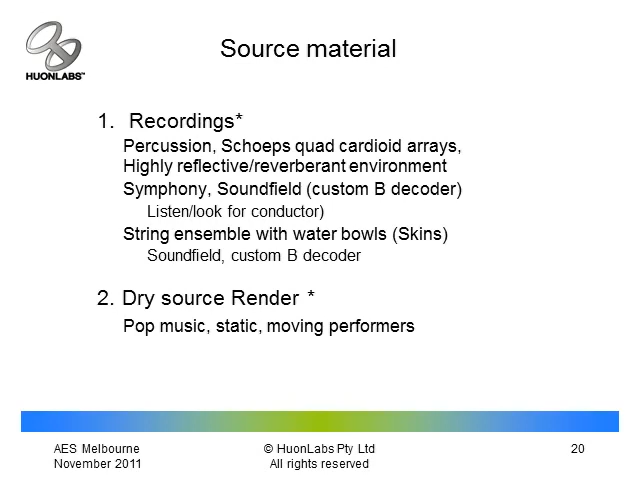 HUONLABS™
Source material
1. Recordings*
Percussion, Schoeps quad cardioid arrays,
Highly reflective/reverberant environment
Symphony, Soundfield (custom B decoder)
Listen/look for conductor)
String ensemble with water bowls (Skins)
Soundfield, custom B decoder
2. Dry source Render *
Pop music, static, moving performers
AES Melbourne
November 2011
© HuonLabs Pty Ltd
All rights reserved
20